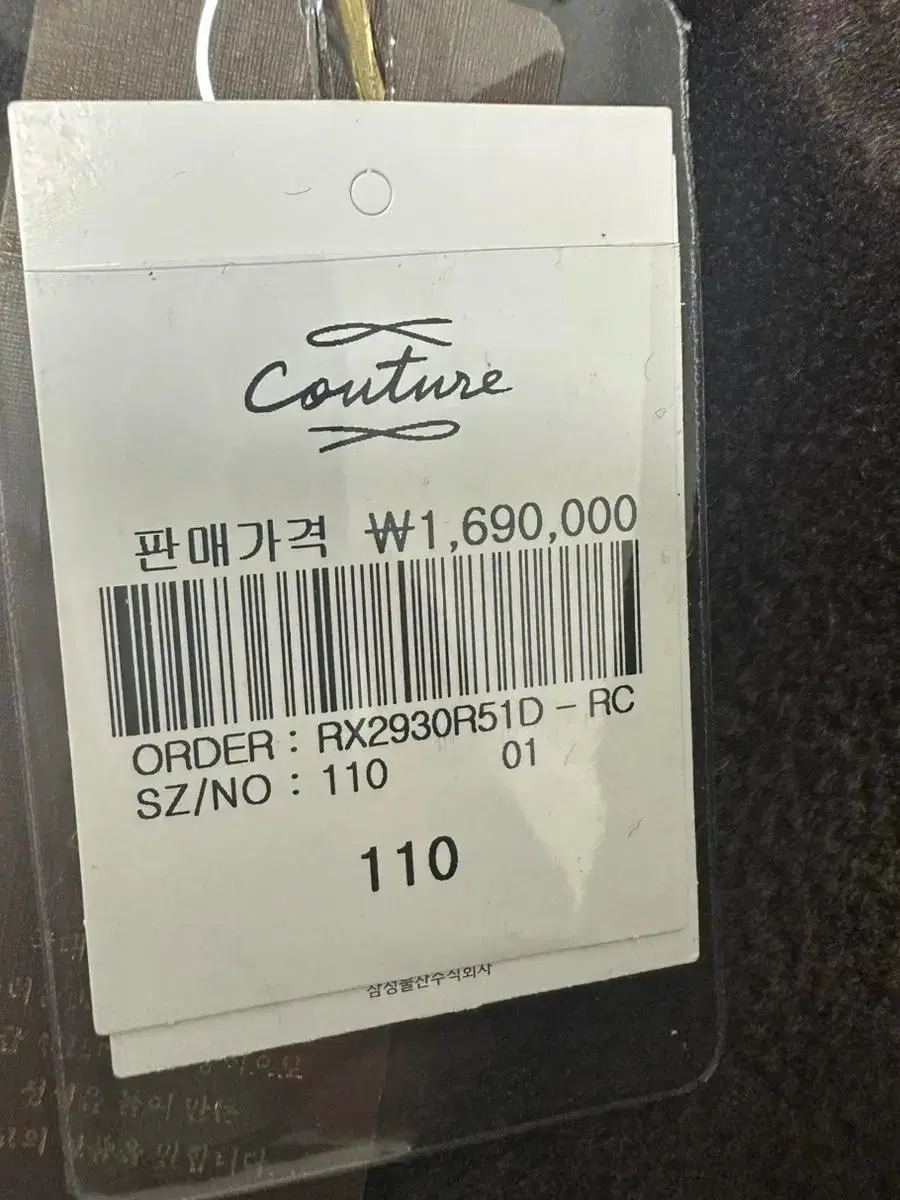 Couture
판매가격 ₩1,690,000
ORDER : RX2930R51D - RC
SZ/NO : 110 01
110
삼성물산주식회사